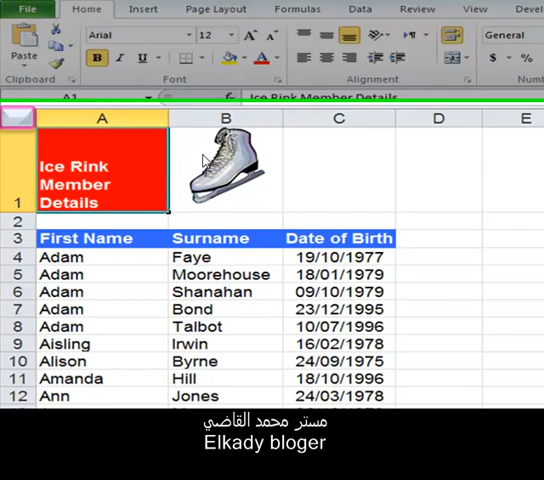 File Home Insert Page Layout Formulas Data Review View
Arial 12 A A General
Paste B I U A $ %
Clipboard Font Alignment
A1 Ice Rink Member Details
A B C D E
1 Ice Rink
Member
Details
2
3 First Name Surname Date of Birth
4 Adam Faye 19/10/1977
5 Adam Moorehouse 18/01/1979
6 Adam Shanahan 09/10/1979
7 Adam Bond 23/12/1995
8 Adam Talbot 10/07/1996
9 Aisling Irwin 16/02/1978
10 Alison Byrne 24/09/1975
11 Amanda Hill 18/10/1996
12 Ann Jones 24/03/1978
مستر محمد القاضي
Elkady bloger